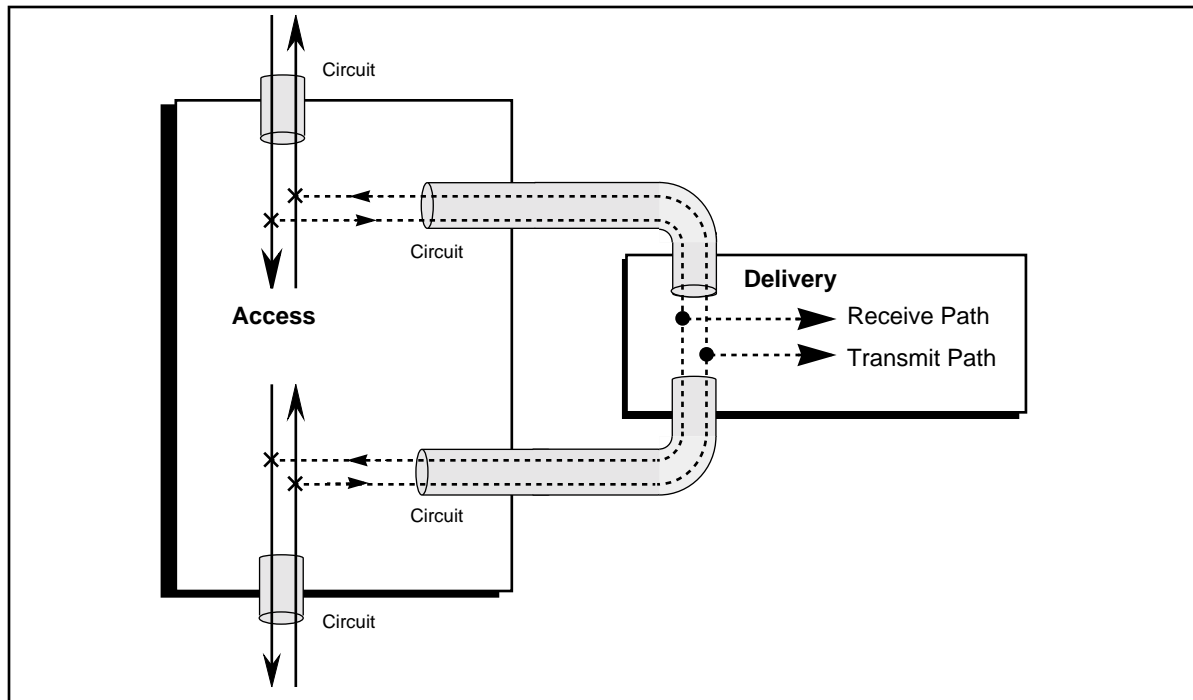 Circuit
Circuit
Delivery
Access
Receive Path
Transmit Path
Circuit
Circuit